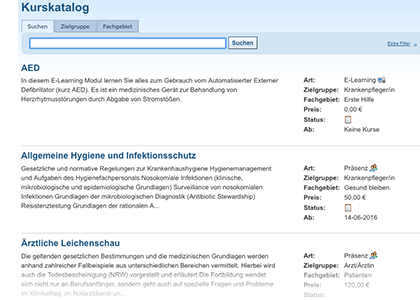 Kurskatalog
Suchen Zielgruppe Fachgebiet
Suchen
Extra Filter
AED
In diesem E-Learning Modul lernen Sie alles zum Gebrauch vom Automatisierter Externer
Defibrillator (kurz AED). Es ist ein medizinisches Gerät zur Behandlung von
Herzrhytmusstörungen durch Abgabe von Stromstößen.
Art: E-Learning
Zielgruppe: Krankenpfleger/in
Fachgebiet: Erste Hilfe
Preis: 0,00 €
Status:
Ab: Keine Kurse
Allgemeine Hygiene und Infektionsschutz
Gesetzliche und normative Regelungen zur Krankenhaushygiene Hygienemanagement
und Aufgaben des Hygienefachpersonals Nosokomiale Infektionen (klinische,
mikrobiologische und epidemiologische Grundlagen) Surveillance von nosokomialen
Infektionen Grundlagen der mikrobiologischen Diagnostik (Antibiotic Stewardship)
Resistenztestung Grundlagen der rationalen A...
Art: Präsenz
Zielgruppe: Krankenpfleger/in
Fachgebiet: Gesund bleiben
Preis: 50,00 €
Status:
Ab: 14-06-2016
Ärztliche Leichenschau
Die geltenden gesetzlichen Bestimmungen und die medizinischen Grundlagen werden
anhand zahlreicher Fallbeispiele aus unterschiedlichen Bereichen vermittelt. Hierbei wird
auch die Todesbescheinigung (NRW) vorgestellt und erläutert.Die Fortbildung wendet
sich nicht nur an Berufsanfänger, sondern geht auch auf spezielle Fragen und Probleme
im Klinikalltag, im Notarztdienst un...
Art: Präsenz
Zielgruppe: Arzt/Ärztin
Fachgebiet: Patienten
Preis: 120,00 €
Status: